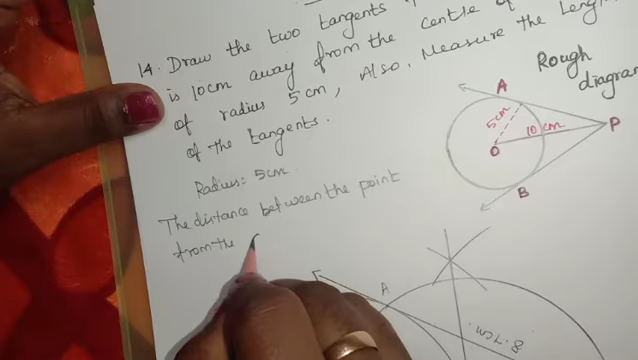 14. Draw the two tangents
is 10cm away from the centre of
of radius 5cm, Also, Measure the Length
of the tangents.
Rough
diagram
A
5cm
P
10 cm
O
B
Radius: 5cm
The distance between the point
from the
A
8.7cm.